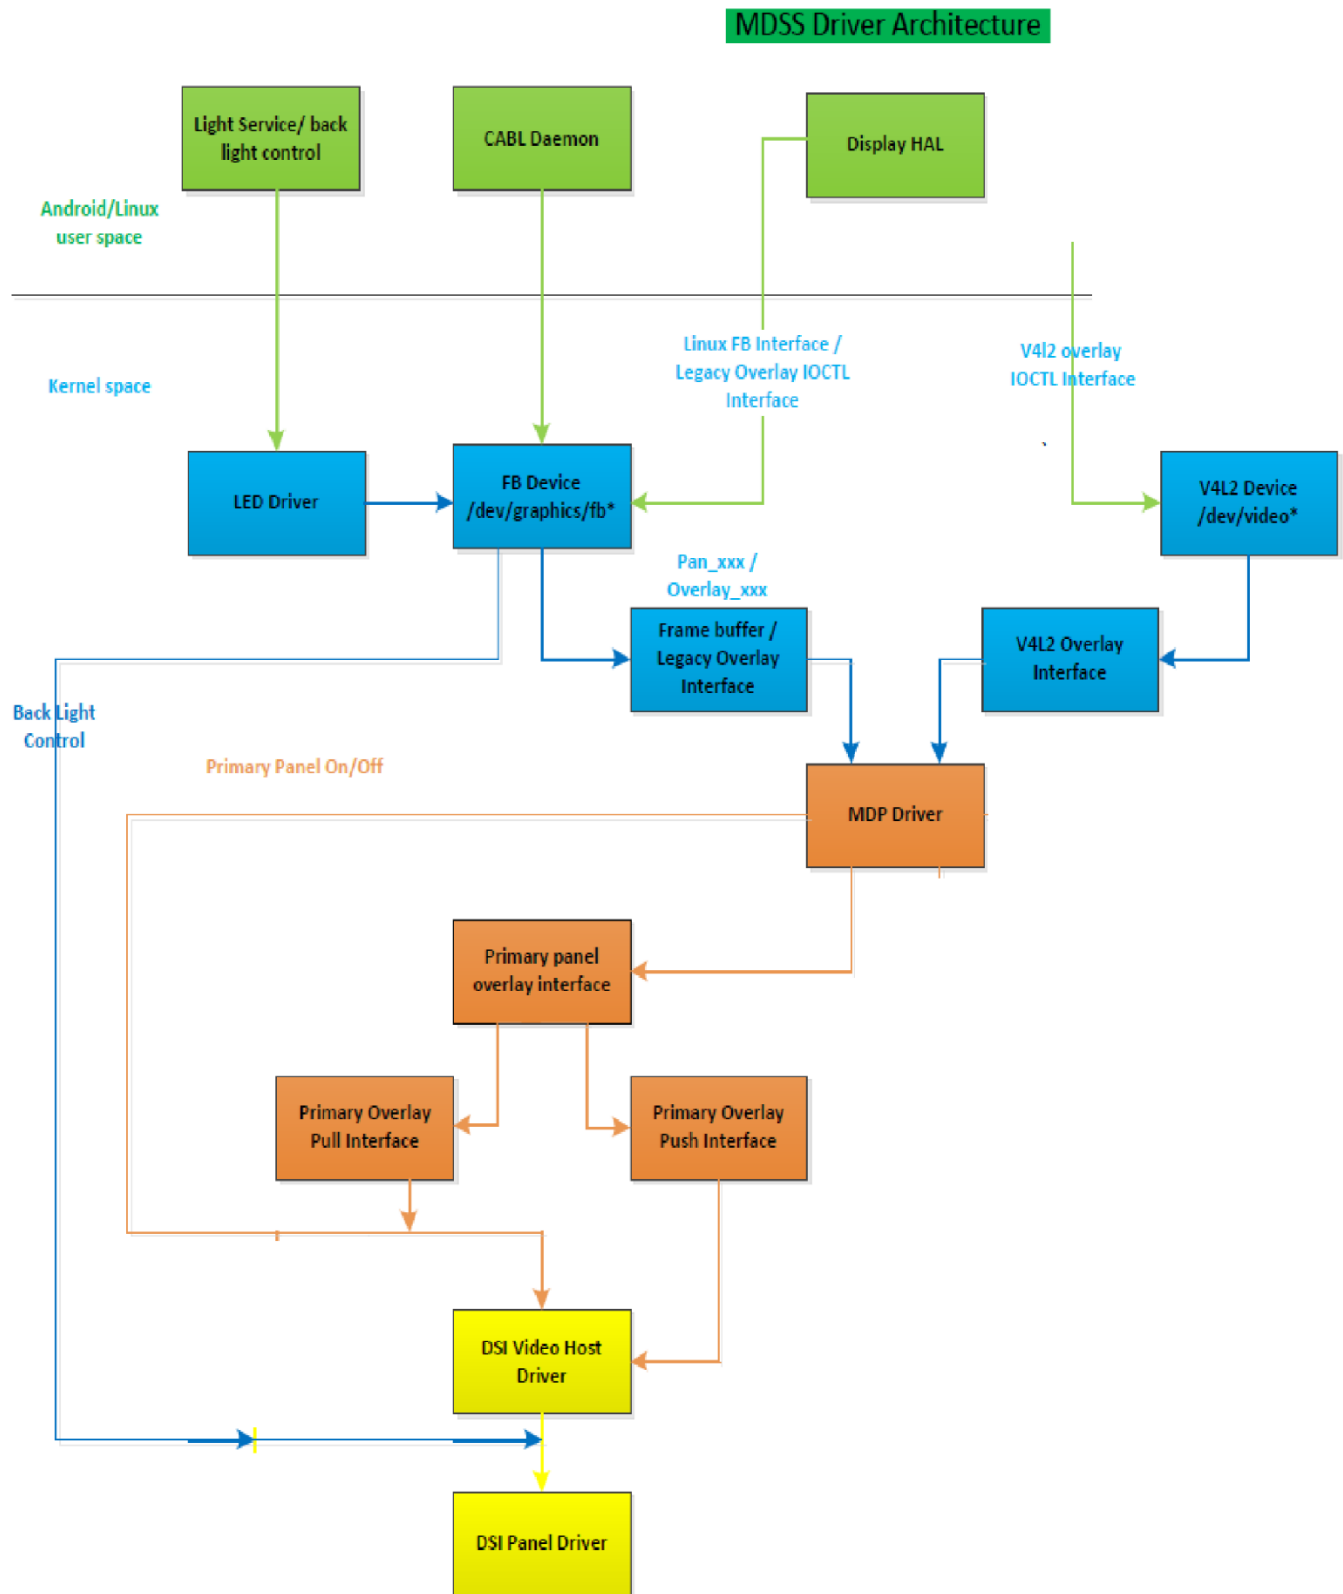 MDSS Driver Architecture
Light Service/ back
light control
CABL Daemon
Display HAL
Android/Linux
user space
Linux FB Interface /
Legacy Overlay IOCTL
Interface
V4l2 overlay
IOCTL Interface
Kernel space
LED Driver
FB Device
/dev/graphics/fb*
V4L2 Device
/dev/video*
Pan_xxx /
Overlay_xxx
Frame buffer /
Legacy Overlay
Interface
V4L2 Overlay
Interface
Back Light
Control
Primary Panel On/Off
MDP Driver
Primary panel
overlay interface
Primary Overlay
Pull Interface
Primary Overlay
Push Interface
DSI Video Host
Driver
DSI Panel Driver